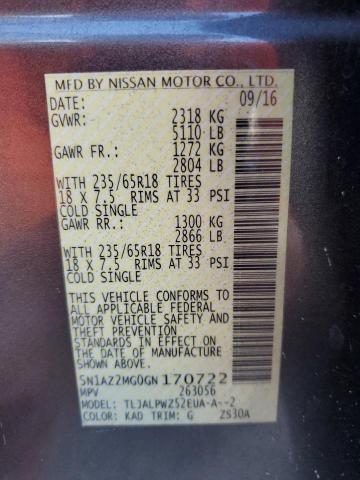 MFD BY NISSAN MOTOR CO., LTD.
DATE: 09/16
GVWR: 2318 KG
5110 LB
GAWR FR.: 1272 KG
2804 LB
WITH 235/65R18 TIRES
18 X 7.5 RIMS AT 33 PSI
COLD SINGLE
GAWR RR.: 1300 KG
2866 LB
WITH 235/65R18 TIRES
18 X 7.5 RIMS AT 33 PSI
COLD SINGLE
THIS VEHICLE CONFORMS TO
ALL APPLICABLE FEDERAL
MOTOR VEHICLE SAFETY AND
THEFT PREVENTION
STANDARDS IN EFFECT ON
THE DATE OF MANUFACTURE
SHOWN ABOVE.
5N1AZ2MG0GN170722
MPV 263056
MODEL: TLJALPWZ52EUA-A--2
COLOR: KAD TRIM: G ZS30A